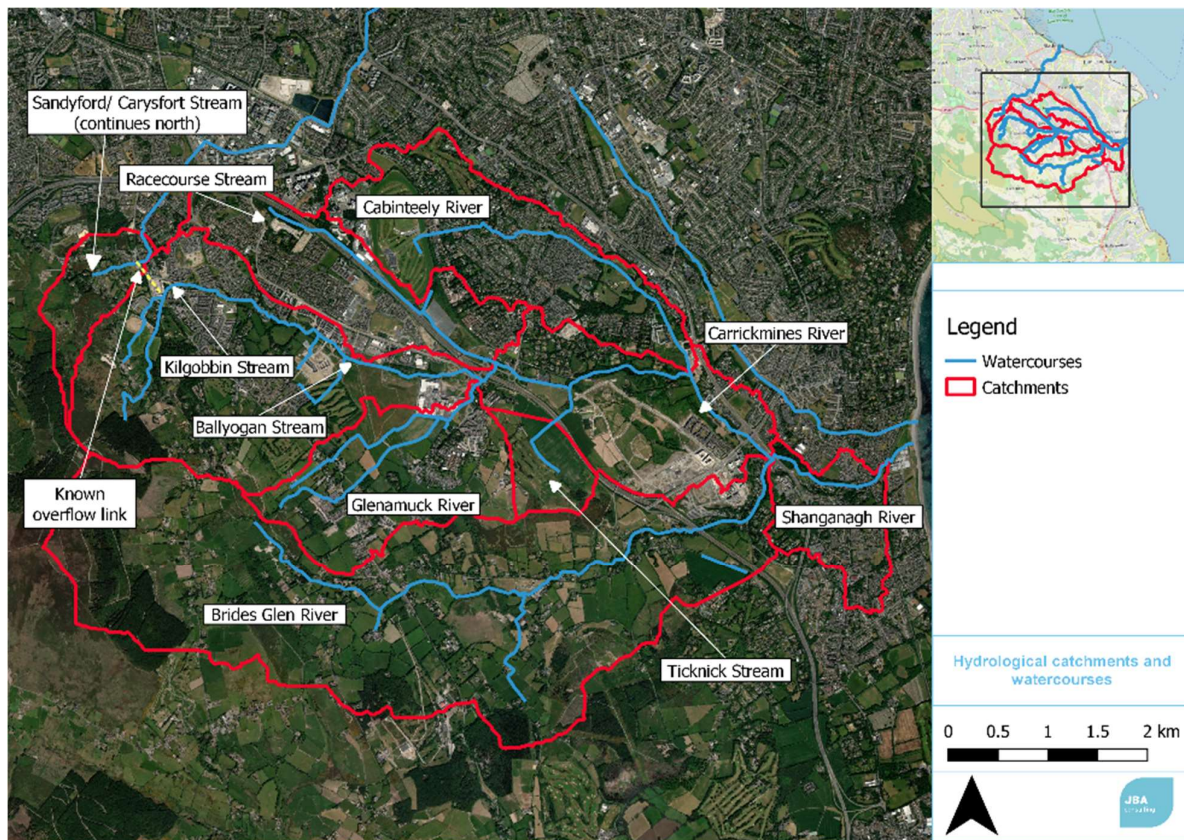 Sandyford/ Carysfort Stream
(continues north)
Racecourse Stream
Cabinteely River
Carrickmines River
Kilgobbin Stream
Ballyogan Stream
Known
overflow link
Glenamuck River
Shanganagh River
Brides Glen River
Ticknick Stream
Legend
Watercourses
Catchments
Hydrological catchments and
watercourses
0 0.5 1 1.5 2 km
JBA
consulting